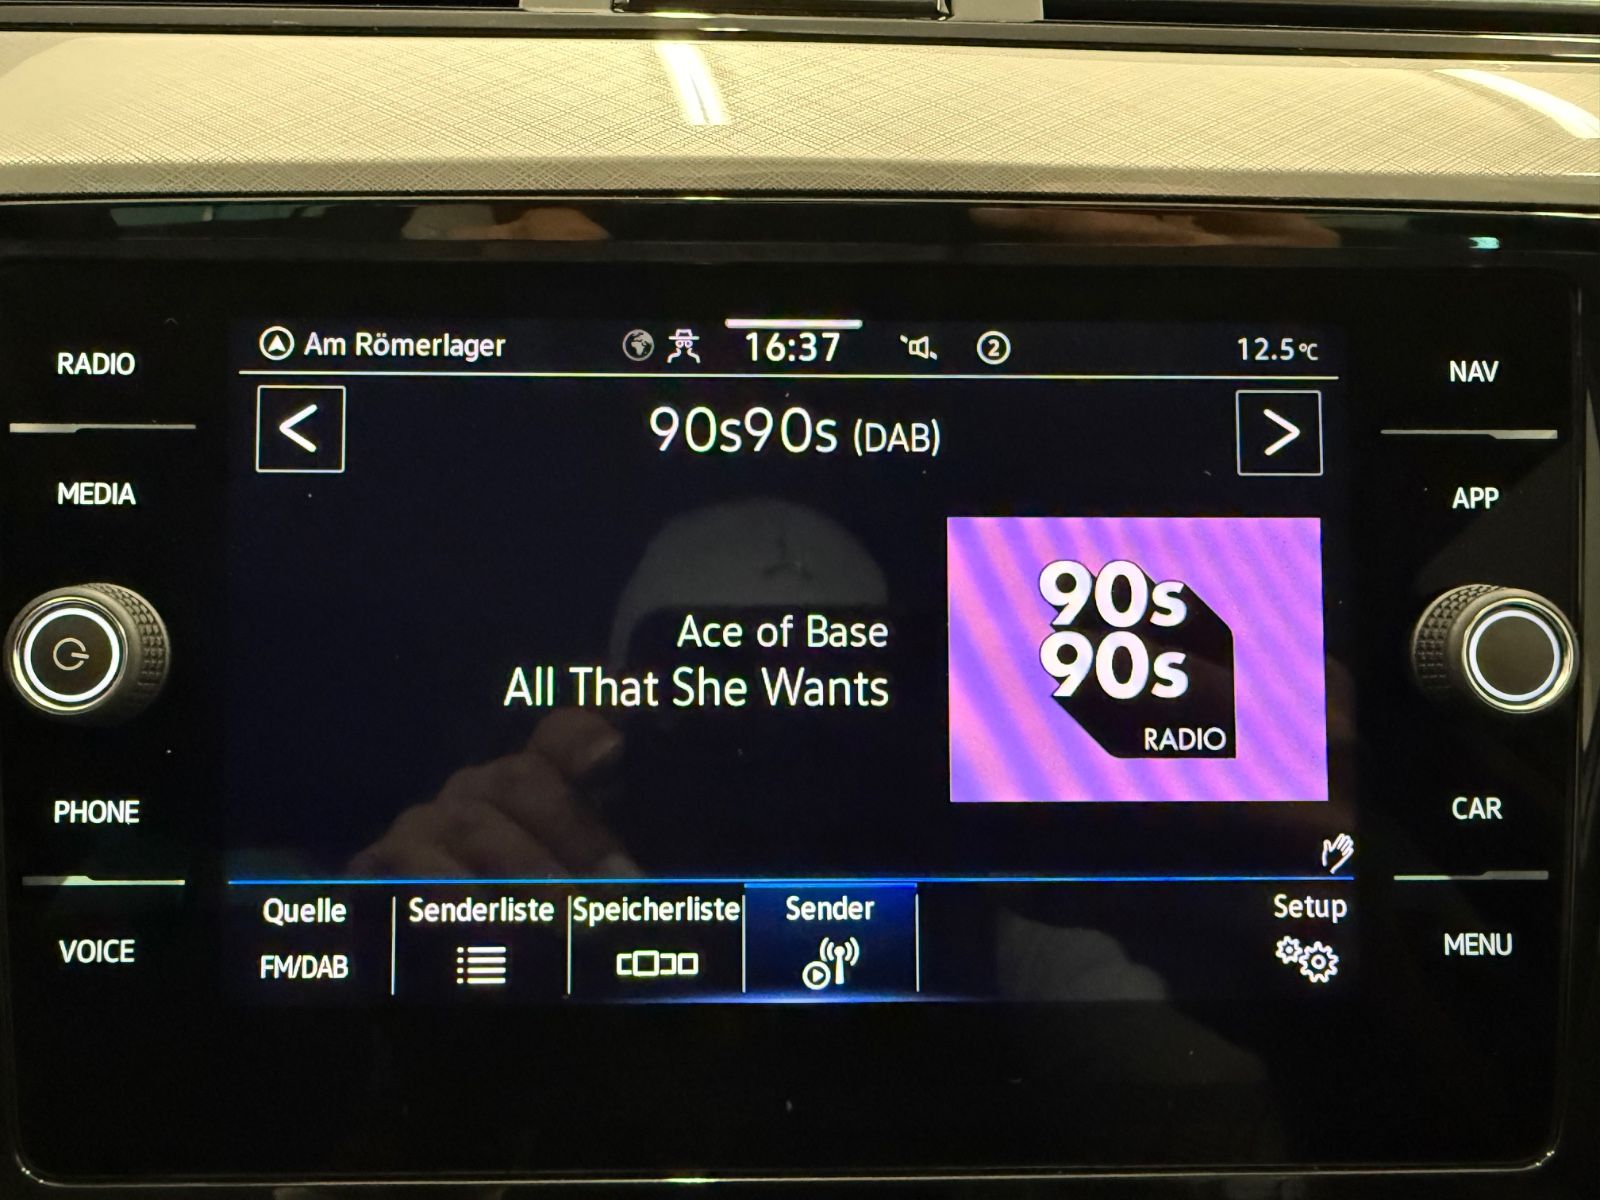 Am Römerlager
16:37
2
12.5°C
RADIO
NAV
<
90s90s (DAB)
>
MEDIA
APP
90s
90s
RADIO
Ace of Base
All That She Wants
PHONE
CAR
Quelle
FM/DAB
Senderliste
Speicherliste
Sender
Setup
VOICE
MENU